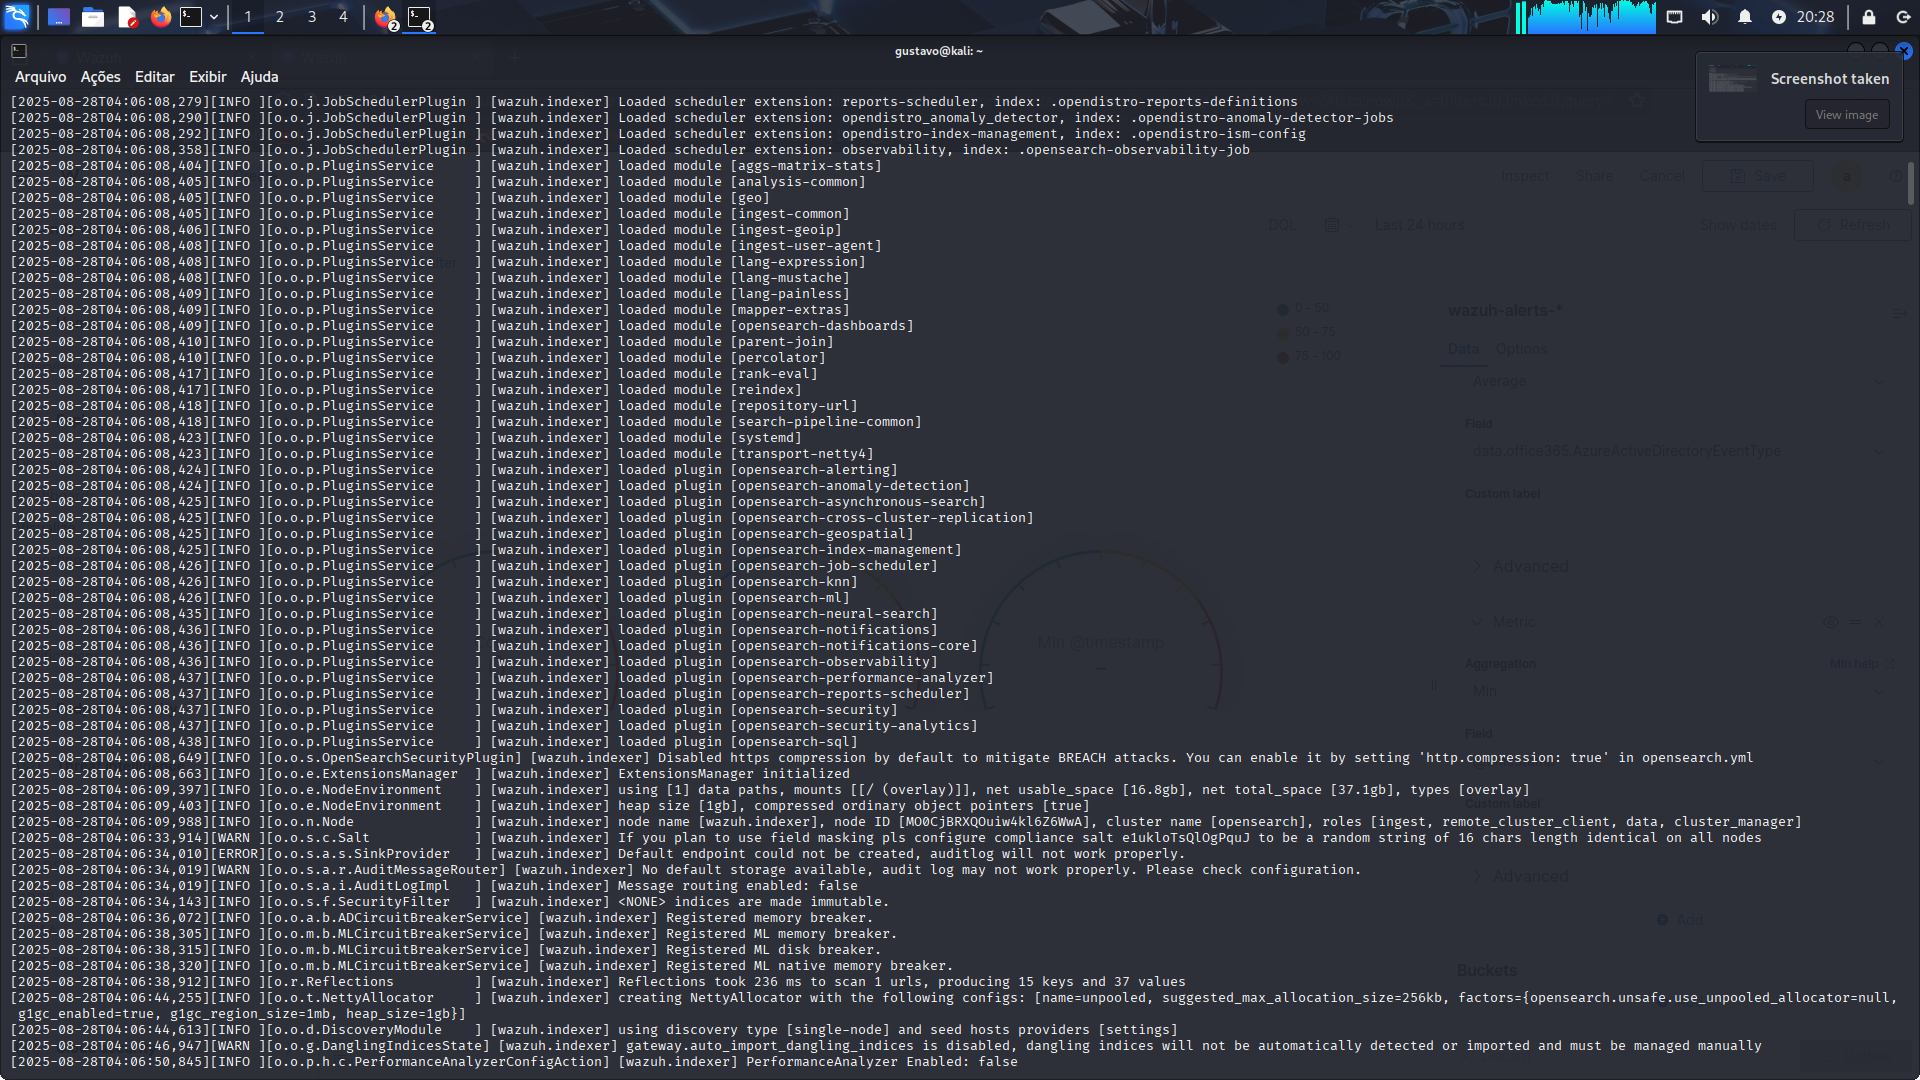 1 2 3 4 2 2 20:28
gustavo@kali: ~
Screenshot taken
View image
Arquivo Ações Editar Exibir Ajuda
[2025-08-28T04:06:08,279][INFO ][o.o.j.JobSchedulerPlugin ] [wazuh.indexer] Loaded scheduler extension: reports-scheduler, index: .opendistro-reports-definitions
[2025-08-28T04:06:08,290][INFO ][o.o.j.JobSchedulerPlugin ] [wazuh.indexer] Loaded scheduler extension: opendistro_anomaly_detector, index: .opendistro-anomaly-detector-jobs
[2025-08-28T04:06:08,292][INFO ][o.o.j.JobSchedulerPlugin ] [wazuh.indexer] Loaded scheduler extension: opendistro-index-management, index: .opendistro-ism-config
[2025-08-28T04:06:08,358][INFO ][o.o.j.JobSchedulerPlugin ] [wazuh.indexer] Loaded scheduler extension: observability, index: .opensearch-observability-job
[2025-08-28T04:06:08,404][INFO ][o.o.p.PluginsService ] [wazuh.indexer] loaded module [aggs-matrix-stats]
[2025-08-28T04:06:08,405][INFO ][o.o.p.PluginsService ] [wazuh.indexer] loaded module [analysis-common]
[2025-08-28T04:06:08,405][INFO ][o.o.p.PluginsService ] [wazuh.indexer] loaded module [geo]
[2025-08-28T04:06:08,405][INFO ][o.o.p.PluginsService ] [wazuh.indexer] loaded module [ingest-common]
[2025-08-28T04:06:08,406][INFO ][o.o.p.PluginsService ] [wazuh.indexer] loaded module [ingest-geoip]
[2025-08-28T04:06:08,408][INFO ][o.o.p.PluginsService ] [wazuh.indexer] loaded module [ingest-user-agent]
[2025-08-28T04:06:08,408][INFO ][o.o.p.PluginsService ] [wazuh.indexer] loaded module [lang-expression]
[2025-08-28T04:06:08,408][INFO ][o.o.p.PluginsService ] [wazuh.indexer] loaded module [lang-mustache]
[2025-08-28T04:06:08,409][INFO ][o.o.p.PluginsService ] [wazuh.indexer] loaded module [lang-painless]
[2025-08-28T04:06:08,409][INFO ][o.o.p.PluginsService ] [wazuh.indexer] loaded module [mapper-extras]
[2025-08-28T04:06:08,409][INFO ][o.o.p.PluginsService ] [wazuh.indexer] loaded module [opensearch-dashboards]
[2025-08-28T04:06:08,410][INFO ][o.o.p.PluginsService ] [wazuh.indexer] loaded module [parent-join]
[2025-08-28T04:06:08,410][INFO ][o.o.p.PluginsService ] [wazuh.indexer] loaded module [percolator]
[2025-08-28T04:06:08,417][INFO ][o.o.p.PluginsService ] [wazuh.indexer] loaded module [rank-eval]
[2025-08-28T04:06:08,417][INFO ][o.o.p.PluginsService ] [wazuh.indexer] loaded module [reindex]
[2025-08-28T04:06:08,418][INFO ][o.o.p.PluginsService ] [wazuh.indexer] loaded module [repository-url]
[2025-08-28T04:06:08,418][INFO ][o.o.p.PluginsService ] [wazuh.indexer] loaded module [search-pipeline-common]
[2025-08-28T04:06:08,423][INFO ][o.o.p.PluginsService ] [wazuh.indexer] loaded module [systemd]
[2025-08-28T04:06:08,423][INFO ][o.o.p.PluginsService ] [wazuh.indexer] loaded module [transport-netty4]
[2025-08-28T04:06:08,424][INFO ][o.o.p.PluginsService ] [wazuh.indexer] loaded plugin [opensearch-alerting]
[2025-08-28T04:06:08,424][INFO ][o.o.p.PluginsService ] [wazuh.indexer] loaded plugin [opensearch-anomaly-detection]
[2025-08-28T04:06:08,425][INFO ][o.o.p.PluginsService ] [wazuh.indexer] loaded plugin [opensearch-asynchronous-search]
[2025-08-28T04:06:08,425][INFO ][o.o.p.PluginsService ] [wazuh.indexer] loaded plugin [opensearch-cross-cluster-replication]
[2025-08-28T04:06:08,425][INFO ][o.o.p.PluginsService ] [wazuh.indexer] loaded plugin [opensearch-geospatial]
[2025-08-28T04:06:08,425][INFO ][o.o.p.PluginsService ] [wazuh.indexer] loaded plugin [opensearch-index-management]
[2025-08-28T04:06:08,426][INFO ][o.o.p.PluginsService ] [wazuh.indexer] loaded plugin [opensearch-job-scheduler]
[2025-08-28T04:06:08,426][INFO ][o.o.p.PluginsService ] [wazuh.indexer] loaded plugin [opensearch-knn]
[2025-08-28T04:06:08,426][INFO ][o.o.p.PluginsService ] [wazuh.indexer] loaded plugin [opensearch-ml]
[2025-08-28T04:06:08,435][INFO ][o.o.p.PluginsService ] [wazuh.indexer] loaded plugin [opensearch-neural-search]
[2025-08-28T04:06:08,436][INFO ][o.o.p.PluginsService ] [wazuh.indexer] loaded plugin [opensearch-notifications]
[2025-08-28T04:06:08,436][INFO ][o.o.p.PluginsService ] [wazuh.indexer] loaded plugin [opensearch-notifications-core]
[2025-08-28T04:06:08,436][INFO ][o.o.p.PluginsService ] [wazuh.indexer] loaded plugin [opensearch-observability]
[2025-08-28T04:06:08,437][INFO ][o.o.p.PluginsService ] [wazuh.indexer] loaded plugin [opensearch-performance-analyzer]
[2025-08-28T04:06:08,437][INFO ][o.o.p.PluginsService ] [wazuh.indexer] loaded plugin [opensearch-reports-scheduler]
[2025-08-28T04:06:08,437][INFO ][o.o.p.PluginsService ] [wazuh.indexer] loaded plugin [opensearch-security]
[2025-08-28T04:06:08,437][INFO ][o.o.p.PluginsService ] [wazuh.indexer] loaded plugin [opensearch-security-analytics]
[2025-08-28T04:06:08,438][INFO ][o.o.p.PluginsService ] [wazuh.indexer] loaded plugin [opensearch-sql]
[2025-08-28T04:06:08,649][INFO ][o.o.s.OpenSearchSecurityPlugin] [wazuh.indexer] Disabled https compression by default to mitigate BREACH attacks. You can enable it by setting 'http.compression: true' in opensearch.yml
[2025-08-28T04:06:08,663][INFO ][o.o.e.ExtensionsManager ] [wazuh.indexer] ExtensionsManager initialized
[2025-08-28T04:06:09,397][INFO ][o.o.e.NodeEnvironment ] [wazuh.indexer] using [1] data paths, mounts [[/ (overlay)]], net usable_space [16.8gb], net total_space [37.1gb], types [overlay]
[2025-08-28T04:06:09,403][INFO ][o.o.e.NodeEnvironment ] [wazuh.indexer] heap size [1gb], compressed ordinary object pointers [true]
[2025-08-28T04:06:09,988][INFO ][o.o.n.Node ] [wazuh.indexer] node name [wazuh.indexer], node ID [MO0CjBRXQOuiw4kl6Z6WwA], cluster name [opensearch], roles [ingest, remote_cluster_client, data, cluster_manager]
[2025-08-28T04:06:33,914][WARN ][o.o.s.c.Salt ] [wazuh.indexer] If you plan to use field masking pls configure compliance salt e1ukloTsQlOgPquJ to be a random string of 16 chars length identical on all nodes
[2025-08-28T04:06:34,010][ERROR][o.o.s.a.s.SinkProvider ] [wazuh.indexer] Default endpoint could not be created, auditlog will not work properly.
[2025-08-28T04:06:34,019][WARN ][o.o.s.a.r.AuditMessageRouter] [wazuh.indexer] No default storage available, audit log may not work properly. Please check configuration.
[2025-08-28T04:06:34,019][INFO ][o.o.s.a.i.AuditLogImpl ] [wazuh.indexer] Message routing enabled: false
[2025-08-28T04:06:34,143][INFO ][o.o.s.f.SecurityFilter ] [wazuh.indexer] <NONE> indices are made immutable.
[2025-08-28T04:06:36,072][INFO ][o.o.a.b.ADCircuitBreakerService] [wazuh.indexer] Registered memory breaker.
[2025-08-28T04:06:38,305][INFO ][o.o.m.b.MLCircuitBreakerService] [wazuh.indexer] Registered ML memory breaker.
[2025-08-28T04:06:38,315][INFO ][o.o.m.b.MLCircuitBreakerService] [wazuh.indexer] Registered ML disk breaker.
[2025-08-28T04:06:38,320][INFO ][o.o.m.b.MLCircuitBreakerService] [wazuh.indexer] Registered ML native memory breaker.
[2025-08-28T04:06:38,912][INFO ][o.r.Reflections ] [wazuh.indexer] Reflections took 236 ms to scan 1 urls, producing 15 keys and 37 values
[2025-08-28T04:06:44,255][INFO ][o.o.t.NettyAllocator ] [wazuh.indexer] creating NettyAllocator with the following configs: [name=unpooled, suggested_max_allocation_size=256kb, factors={opensearch.unsafe.use_unpooled_allocator=null,
g1gc_enabled=true, g1gc_region_size=1mb, heap_size=1gb}]
[2025-08-28T04:06:44,613][INFO ][o.o.d.DiscoveryModule ] [wazuh.indexer] using discovery type [single-node] and seed hosts providers [settings]
[2025-08-28T04:06:46,947][WARN ][o.o.g.DanglingIndicesState] [wazuh.indexer] gateway.auto_import_dangling_indices is disabled, dangling indices will not be automatically detected or imported and must be managed manually
[2025-08-28T04:06:50,845][INFO ][o.o.p.h.c.PerformanceAnalyzerConfigAction] [wazuh.indexer] PerformanceAnalyzer Enabled: false
Inspect Share Cancel Save a
DQL Last 24 hours Show dates Refresh
0 - 50
50 - 75
75 - 100
wazuh-alerts-*
Data Options
Average
Field
data.office365.AzureActiveDirectoryEventType
Custom label
Advanced
Metric
Min @timestamp
Aggregation Min help
Min
Field
Advanced
Add
Buckets